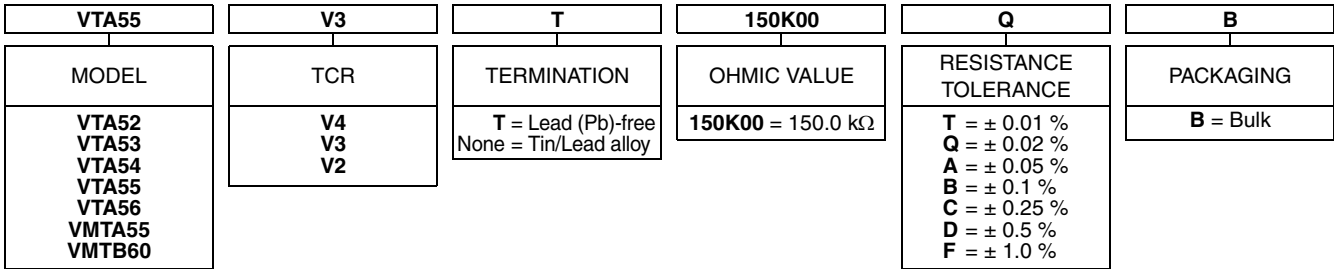 VTA55 V3 T 150K00 Q B
MODEL TCR TERMINATION OHMIC VALUE RESISTANCE TOLERANCE PACKAGING
VTA52
VTA53
VTA54
VTA55
VTA56
VMTA55
VMTB60
V4
V3
V2
T = Lead (Pb)-free
None = Tin/Lead alloy
150K00 = 150.0 kΩ
T = ± 0.01 %
Q = ± 0.02 %
A = ± 0.05 %
B = ± 0.1 %
C = ± 0.25 %
D = ± 0.5 %
F = ± 1.0 %
B = Bulk